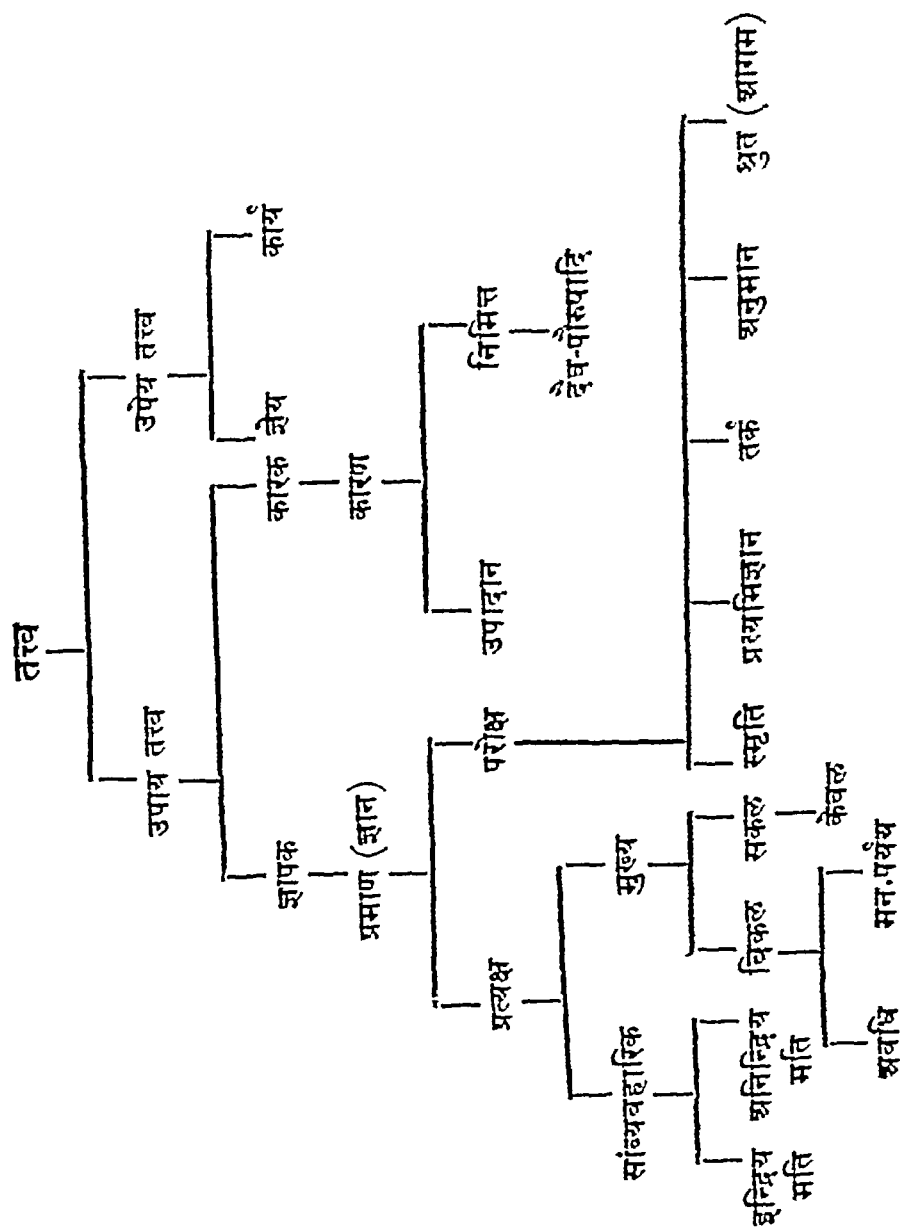 तत्त्व
उपाय तत्त्व
उपेय तत्त्व
ज्ञापक
कारक
ज्ञेय
कार्य
प्रमाण (ज्ञान)
कारण
प्रत्यक्ष
परोक्ष
उपादान
निमित्त
दैव-पौरुषादि
सांव्यवहारिक
मुख्य
इन्द्रिय
मति
अनिन्द्रिय
मति
विकल
सकल
स्मृति
प्रत्यभिज्ञान
तर्क
अनुमान
श्रुत (आगम)
अवधि
मनःपर्यय
केवल